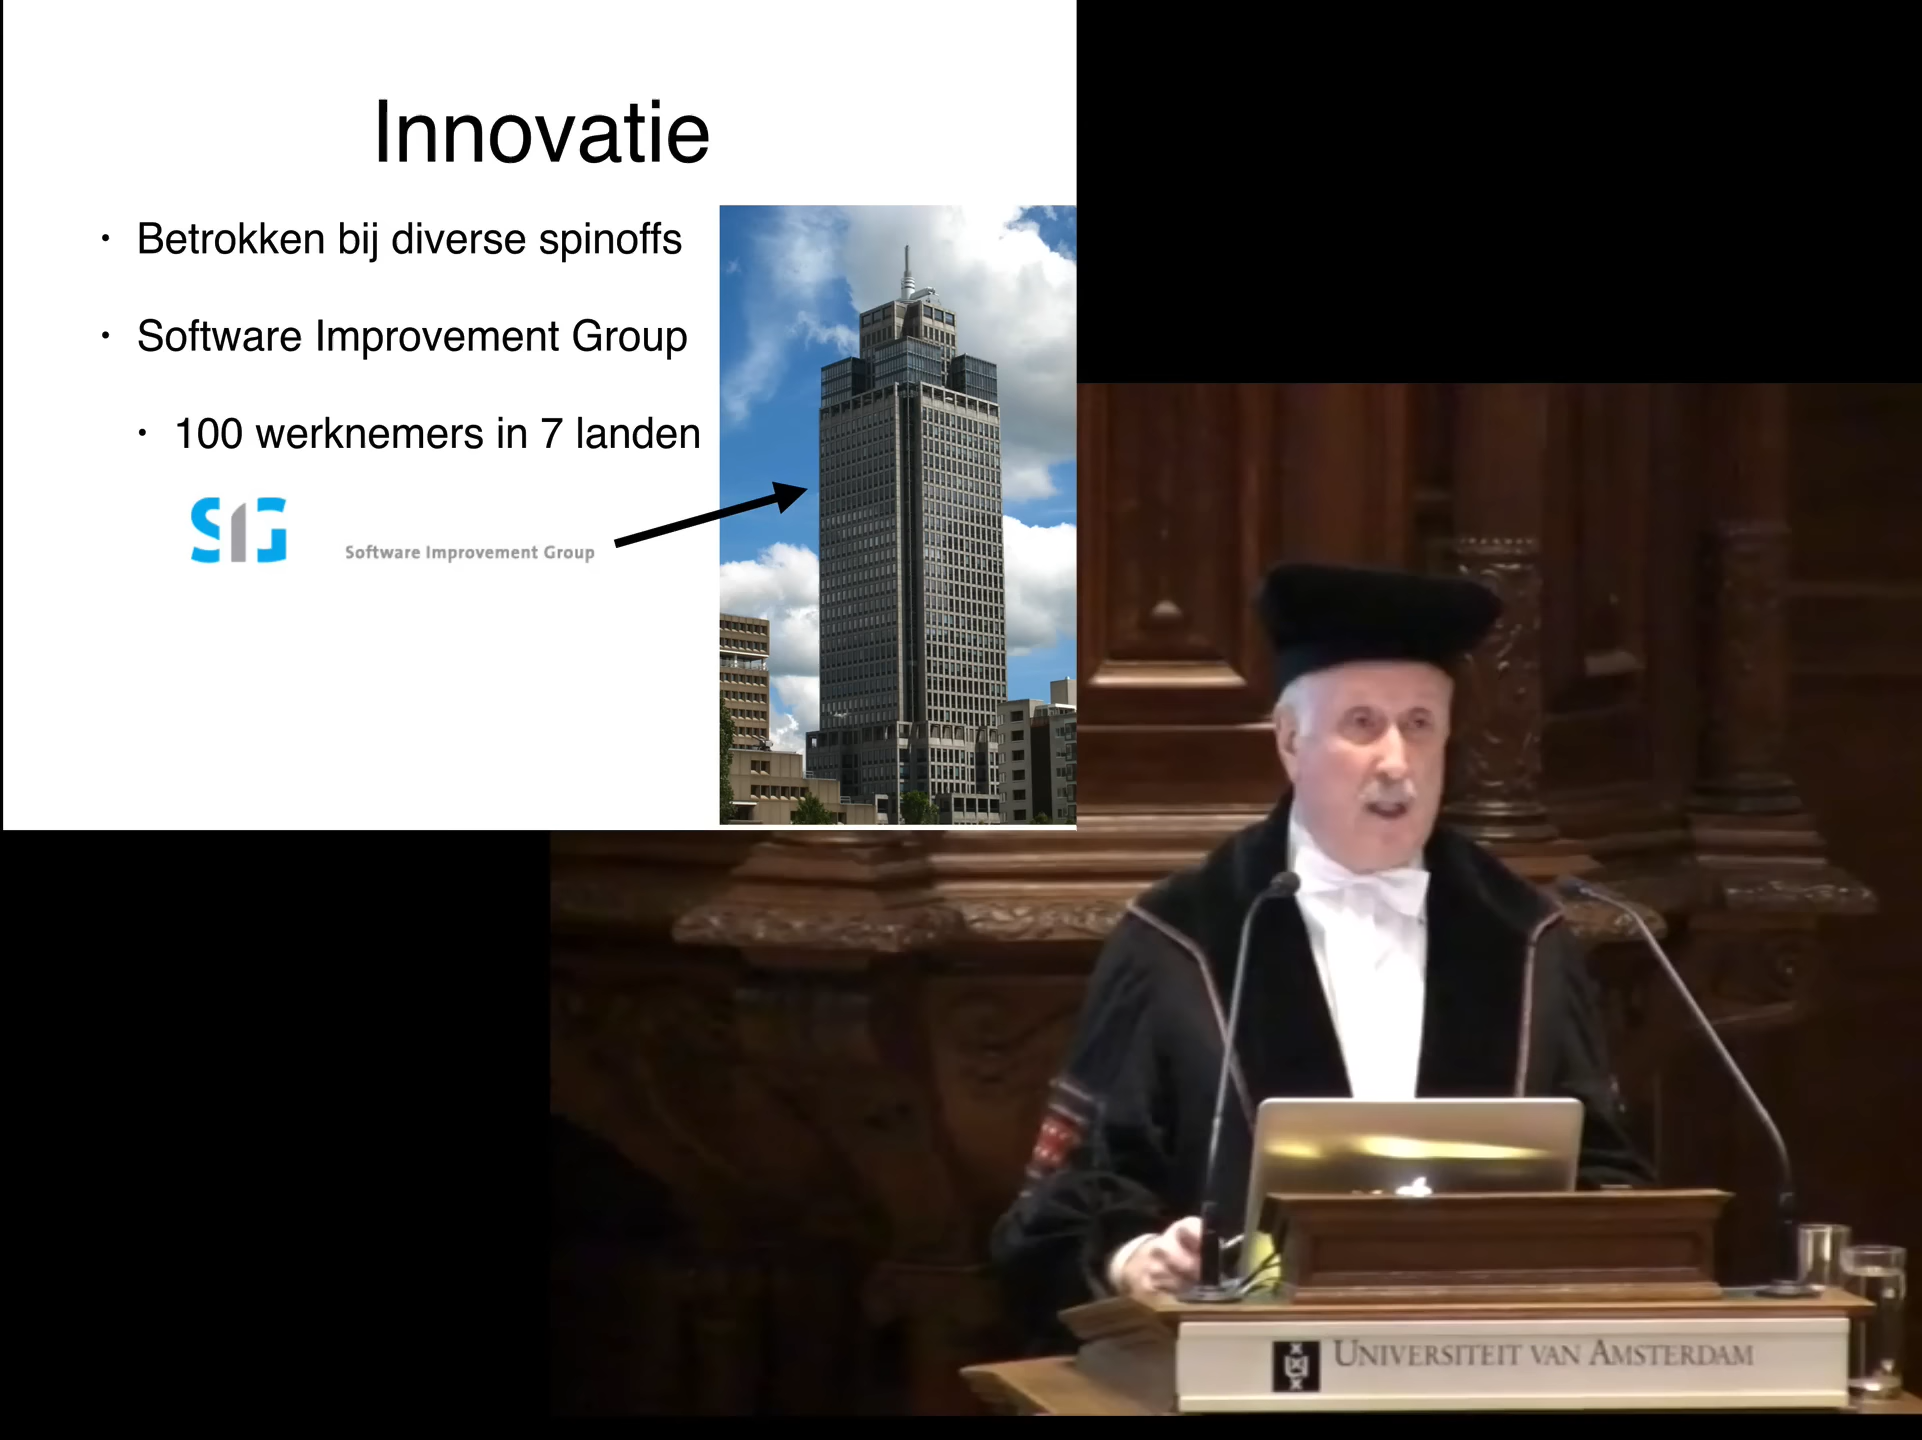 Innovatie
• Betrokken bij diverse spinoffs
• Software Improvement Group
• 100 werknemers in 7 landen
SIG
Software Improvement Group
UNIVERSITEIT VAN AMSTERDAM